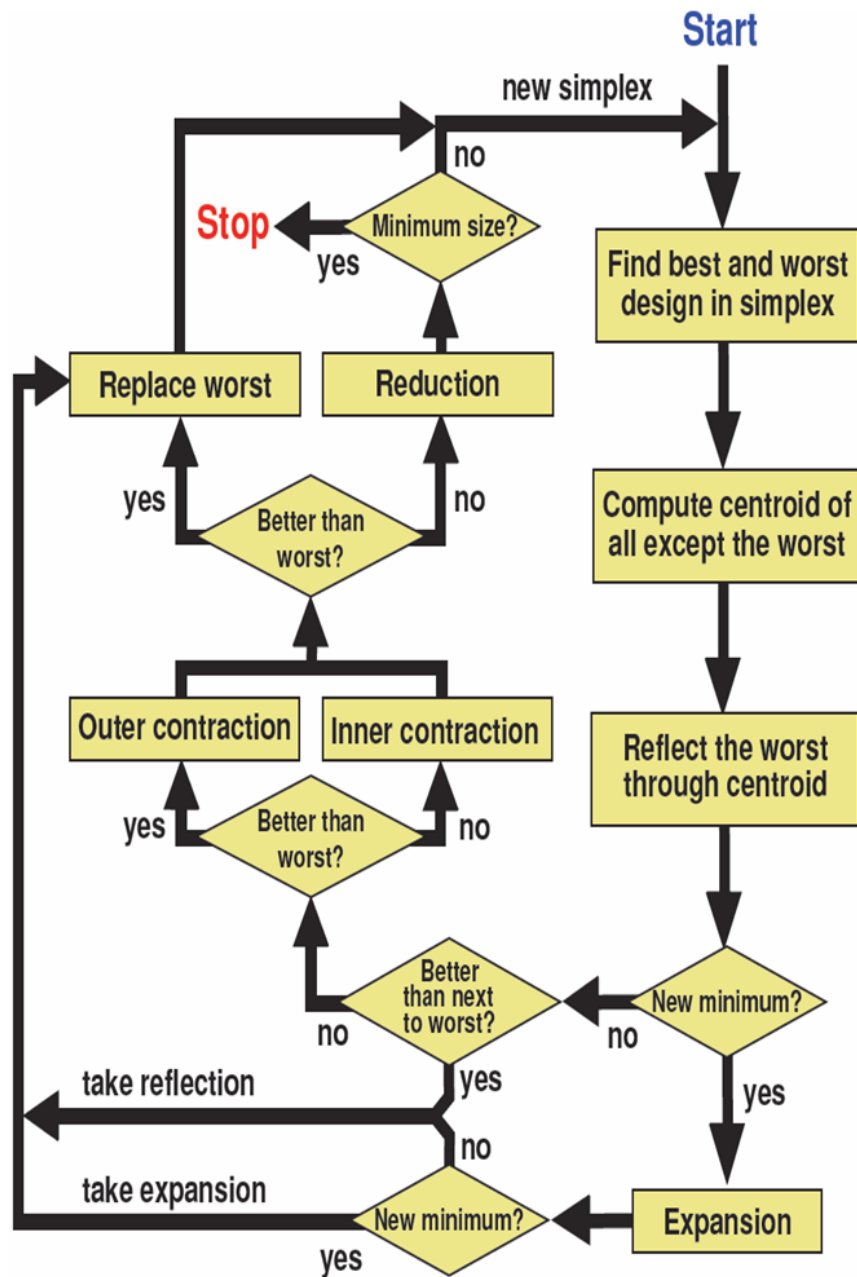 Start
new simplex
no
Minimum size?
Stop
yes
Find best and worst
design in simplex
Replace worst
Reduction
yes
no
Better than
worst?
Compute centroid of
all except the worst
Outer contraction
Inner contraction
Reflect the worst
through centroid
yes
no
Better than
worst?
Better
than next
to worst?
New minimum?
no
no
yes
yes
take reflection
no
take expansion
New minimum?
Expansion
yes